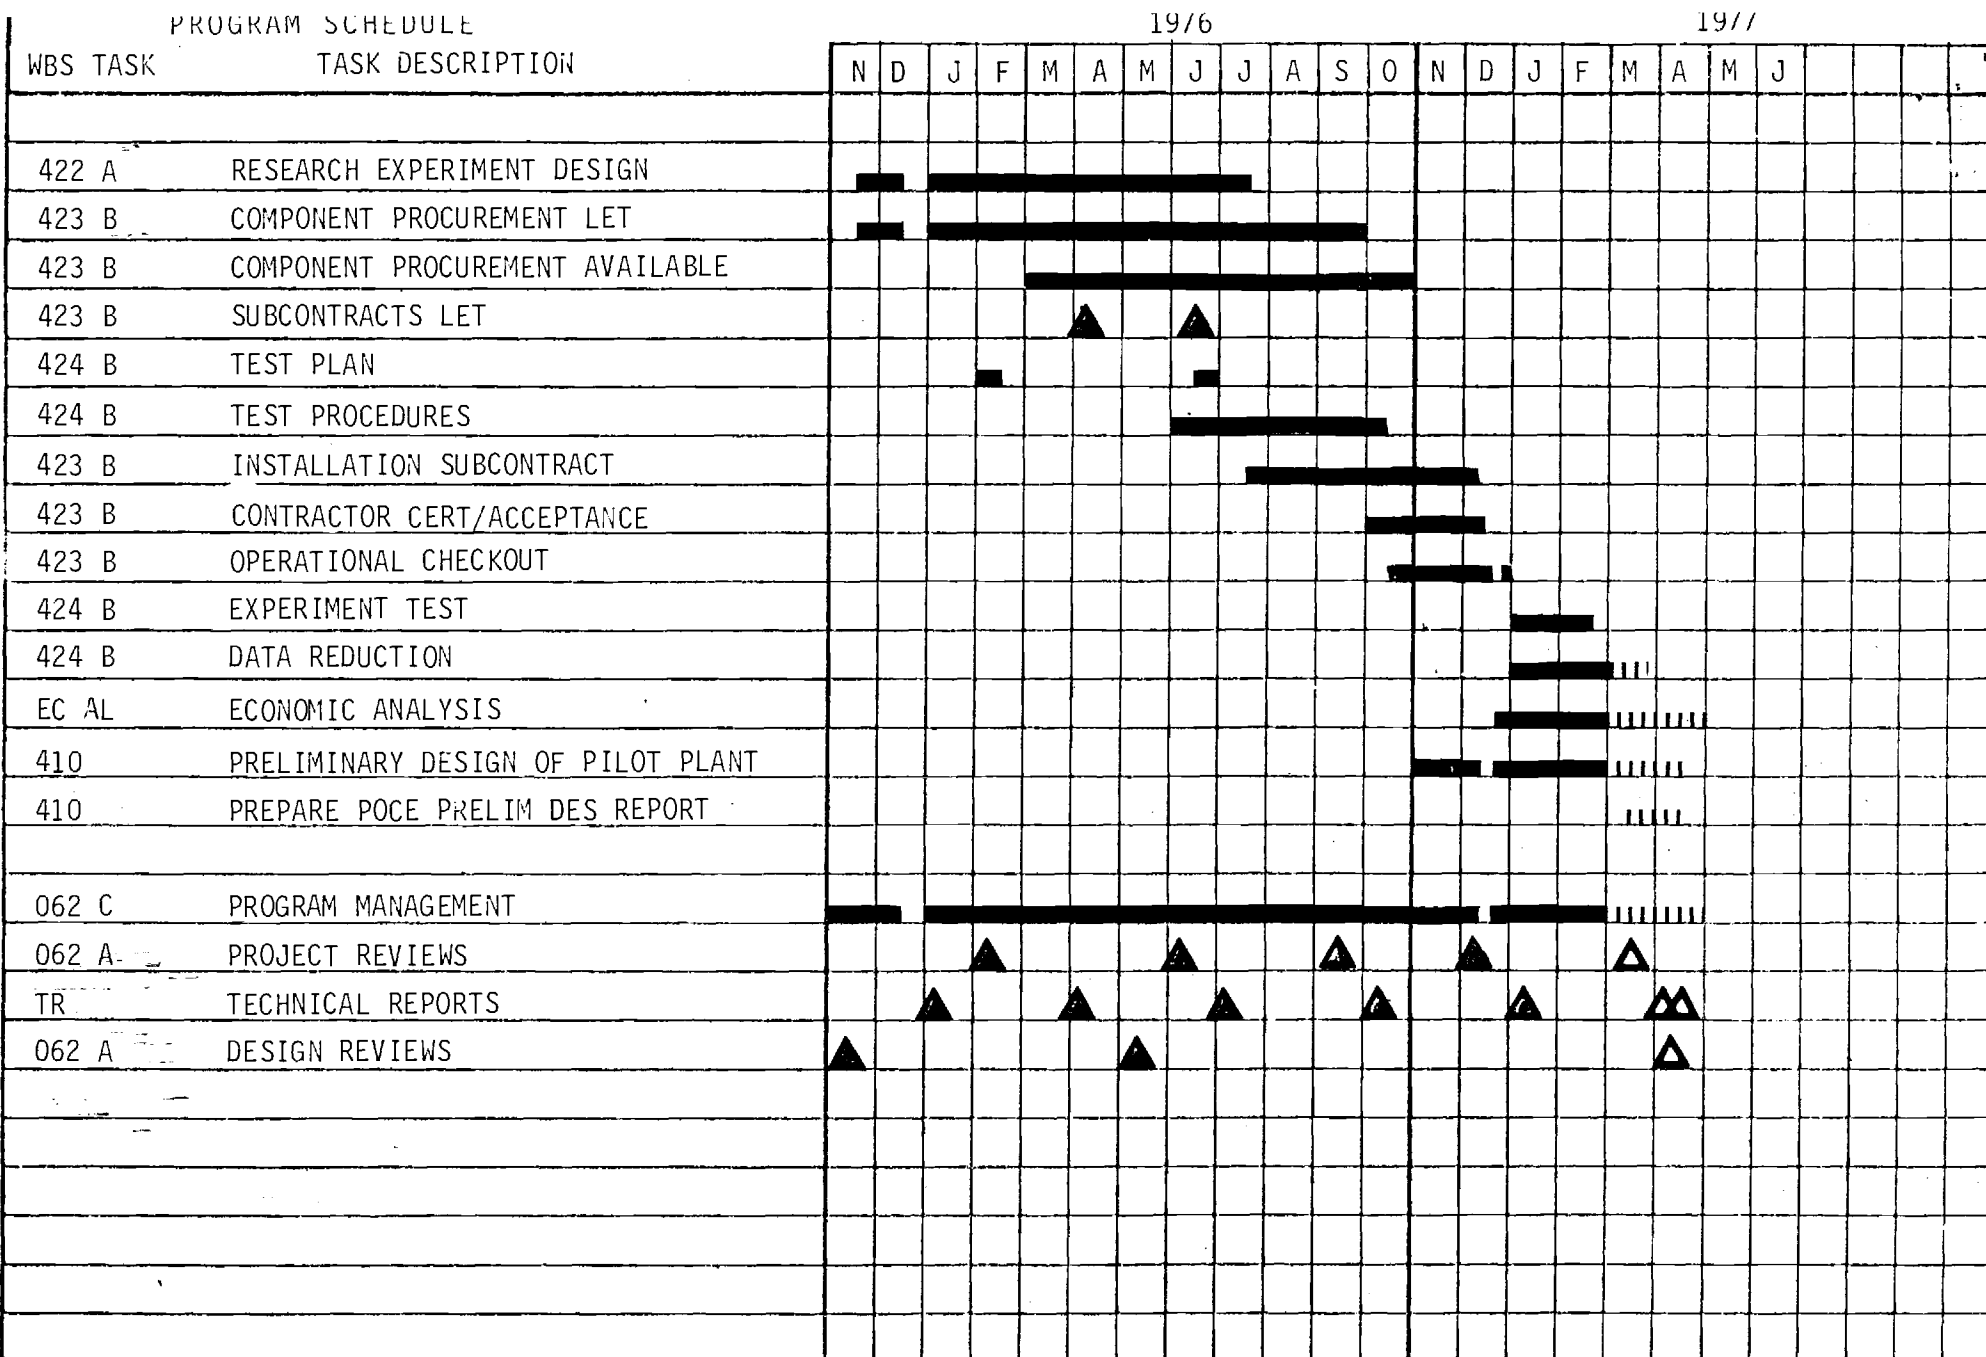 PROGRAM SCHEDULE 1976 1977
WBS TASK TASK DESCRIPTION N D J F M A M J J A S O N D J F M A M J
422 A RESEARCH EXPERIMENT DESIGN
423 B COMPONENT PROCUREMENT LET
423 B COMPONENT PROCUREMENT AVAILABLE
423 B SUBCONTRACTS LET
424 B TEST PLAN
424 B TEST PROCEDURES
423 B INSTALLATION SUBCONTRACT
423 B CONTRACTOR CERT/ACCEPTANCE
423 B OPERATIONAL CHECKOUT
424 B EXPERIMENT TEST
424 B DATA REDUCTION
EC AL ECONOMIC ANALYSIS
410 PRELIMINARY DESIGN OF PILOT PLANT
410 PREPARE POCE PRELIM DES REPORT
062 C PROGRAM MANAGEMENT
062 A PROJECT REVIEWS
TR TECHNICAL REPORTS
062 A DESIGN REVIEWS